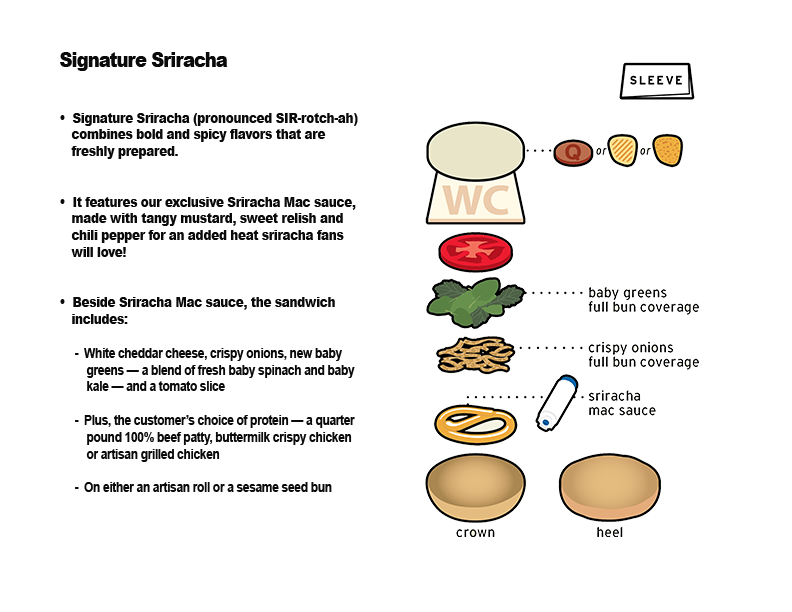 Signature Sriracha
• Signature Sriracha (pronounced SIR-rotch-ah)
combines bold and spicy flavors that are
freshly prepared.
• It features our exclusive Sriracha Mac sauce,
made with tangy mustard, sweet relish and
chili pepper for an added heat sriracha fans
will love!
• Beside Sriracha Mac sauce, the sandwich
includes:
- White cheddar cheese, crispy onions, new baby
greens — a blend of fresh baby spinach and baby
kale — and a tomato slice
- Plus, the customer's choice of protein — a quarter
pound 100% beef patty, buttermilk crispy chicken
or artisan grilled chicken
- On either an artisan roll or a sesame seed bun
SLEEVE
Q or or
WC
baby greens
full bun coverage
crispy onions
full bun coverage
sriracha
mac sauce
crown heel